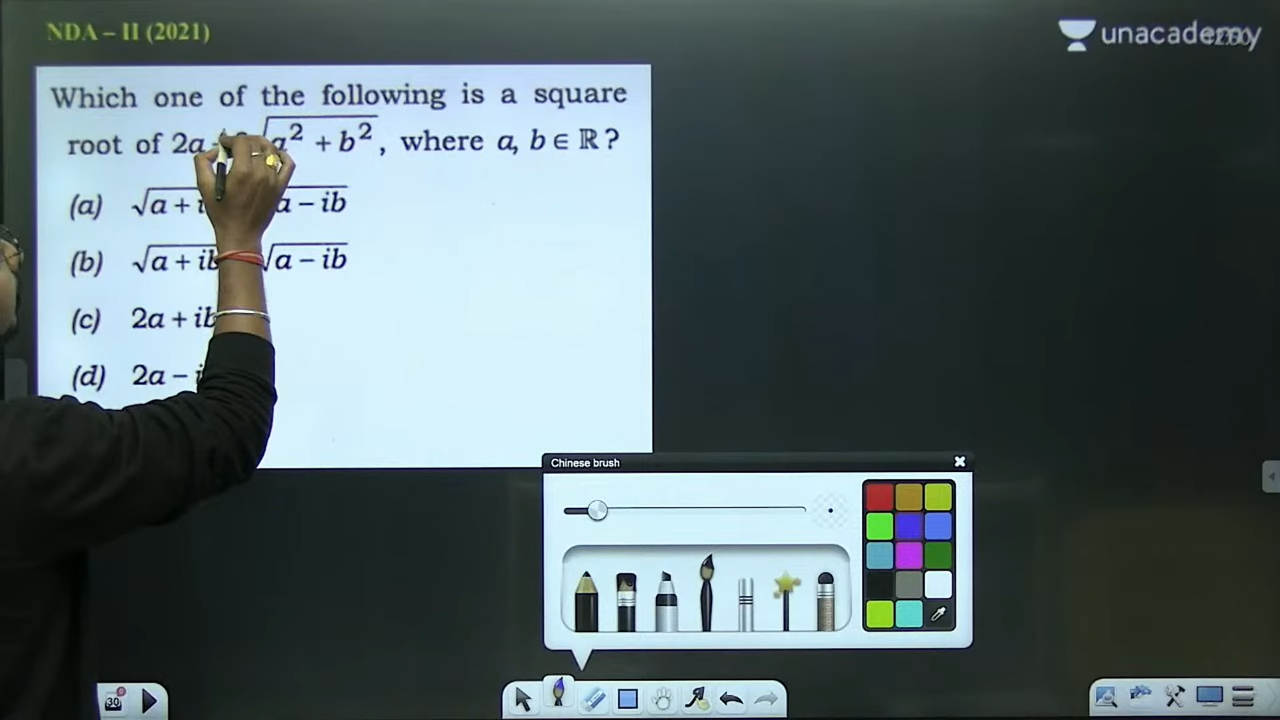 NDA – II (2021)
unacademy
Which one of the following is a square
root of 2a √a² + b², where a, b ∈ ℝ ?
(a) √a + i a – ib
(b) √a + ib √a – ib
(c) 2a + ib
(d) 2a – i
Chinese brush
30